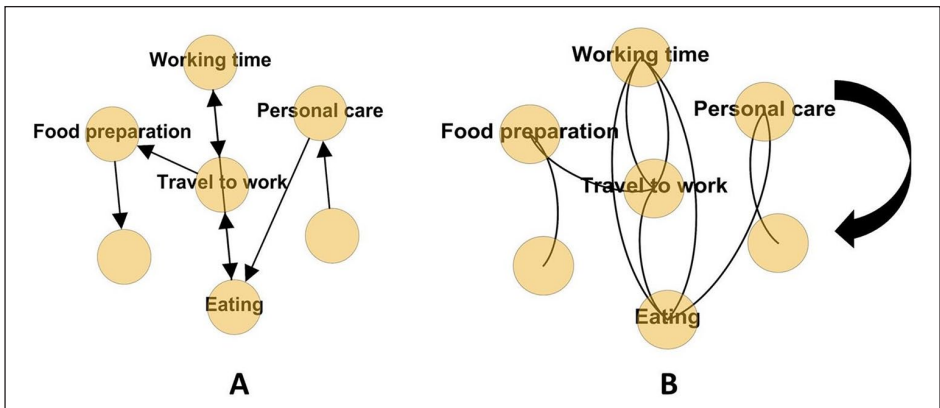 Working time
Personal care
Food preparation
Travel to work
Eating
A
Working time
Personal care
Food preparation
Travel to work
Eating
B